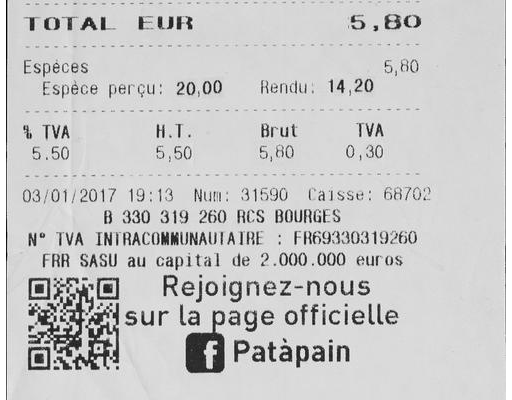 TOTAL EUR 5,80
Espèces 5,80
Espèce perçu: 20,00 Rendu: 14,20
% TVA H.T. Brut TVA
5.50 5,50 5,80 0,30
03/01/2017 19:13 Num: 31590 Caisse: 68702
B 330 319 260 RCS BOURGES
N° TVA INTRACOMMUNAUTAIRE : FR69330319260
FRR SASU au capital de 2.000.000 euros
Rejoignez-nous
sur la page officielle
f Patàpain